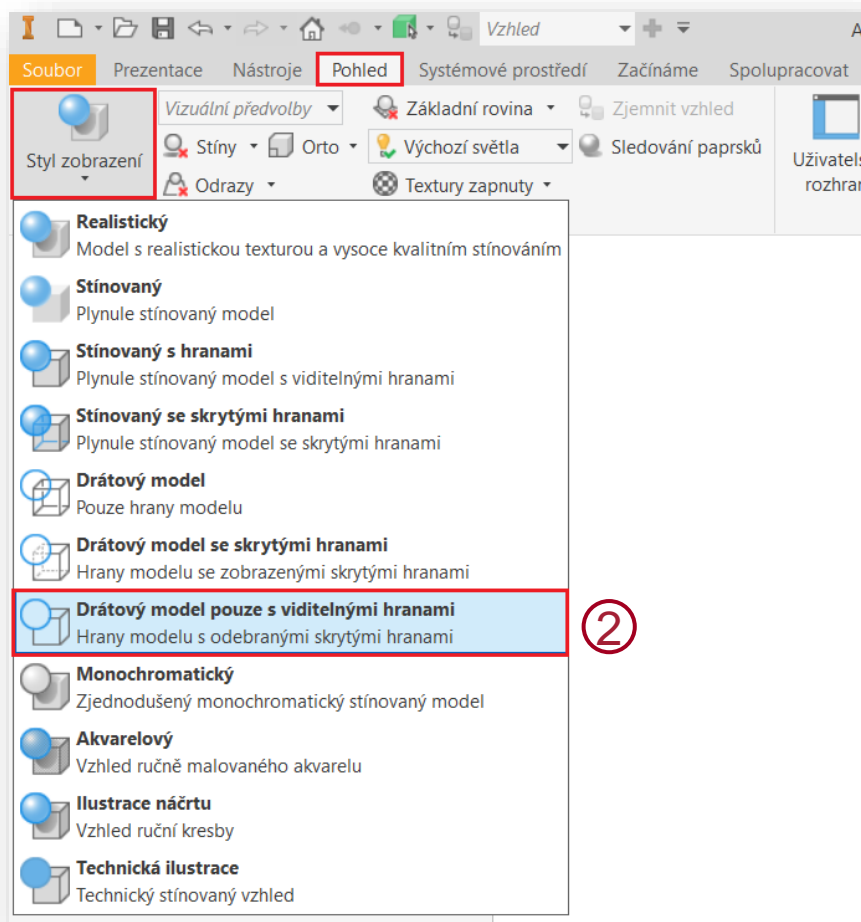 Vzhled
Soubor Prezentace Nástroje Pohled Systémové prostředí Začínáme Spolupracovat
Styl zobrazení
Vizuální předvolby
Základní rovina
Zjemnit vzhled
Stíny
Orto
Výchozí světla
Sledování paprsků
Odrazy
Textury zapnuty
Realistický
Model s realistickou texturou a vysoce kvalitním stínováním
Stínovaný
Plynule stínovaný model
Stínovaný s hranami
Plynule stínovaný model s viditelnými hranami
Stínovaný se skrytými hranami
Plynule stínovaný model se skrytými hranami
Drátový model
Pouze hrany modelu
Drátový model se skrytými hranami
Hrany modelu se zobrazenými skrytými hranami
Drátový model pouze s viditelnými hranami
Hrany modelu s odebranými skrytými hranami
2
Monochromatický
Zjednodušený monochromatický stínovaný model
Akvarelový
Vzhled ručně malovaného akvarelu
Ilustrace náčrtu
Vzhled ruční kresby
Technická ilustrace
Technický stínovaný vzhled